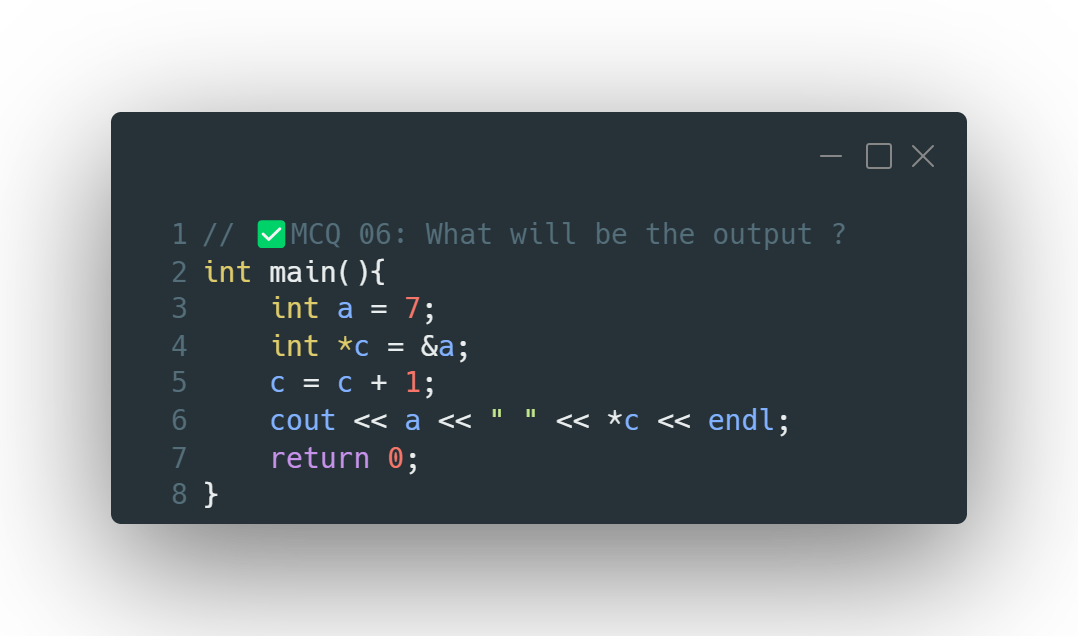 1 // ✅MCQ 06: What will be the output ?
2 int main(){
3     int a = 7;
4     int *c = &a;
5     c = c + 1;
6     cout << a << " " << *c << endl;
7     return 0;
8 }